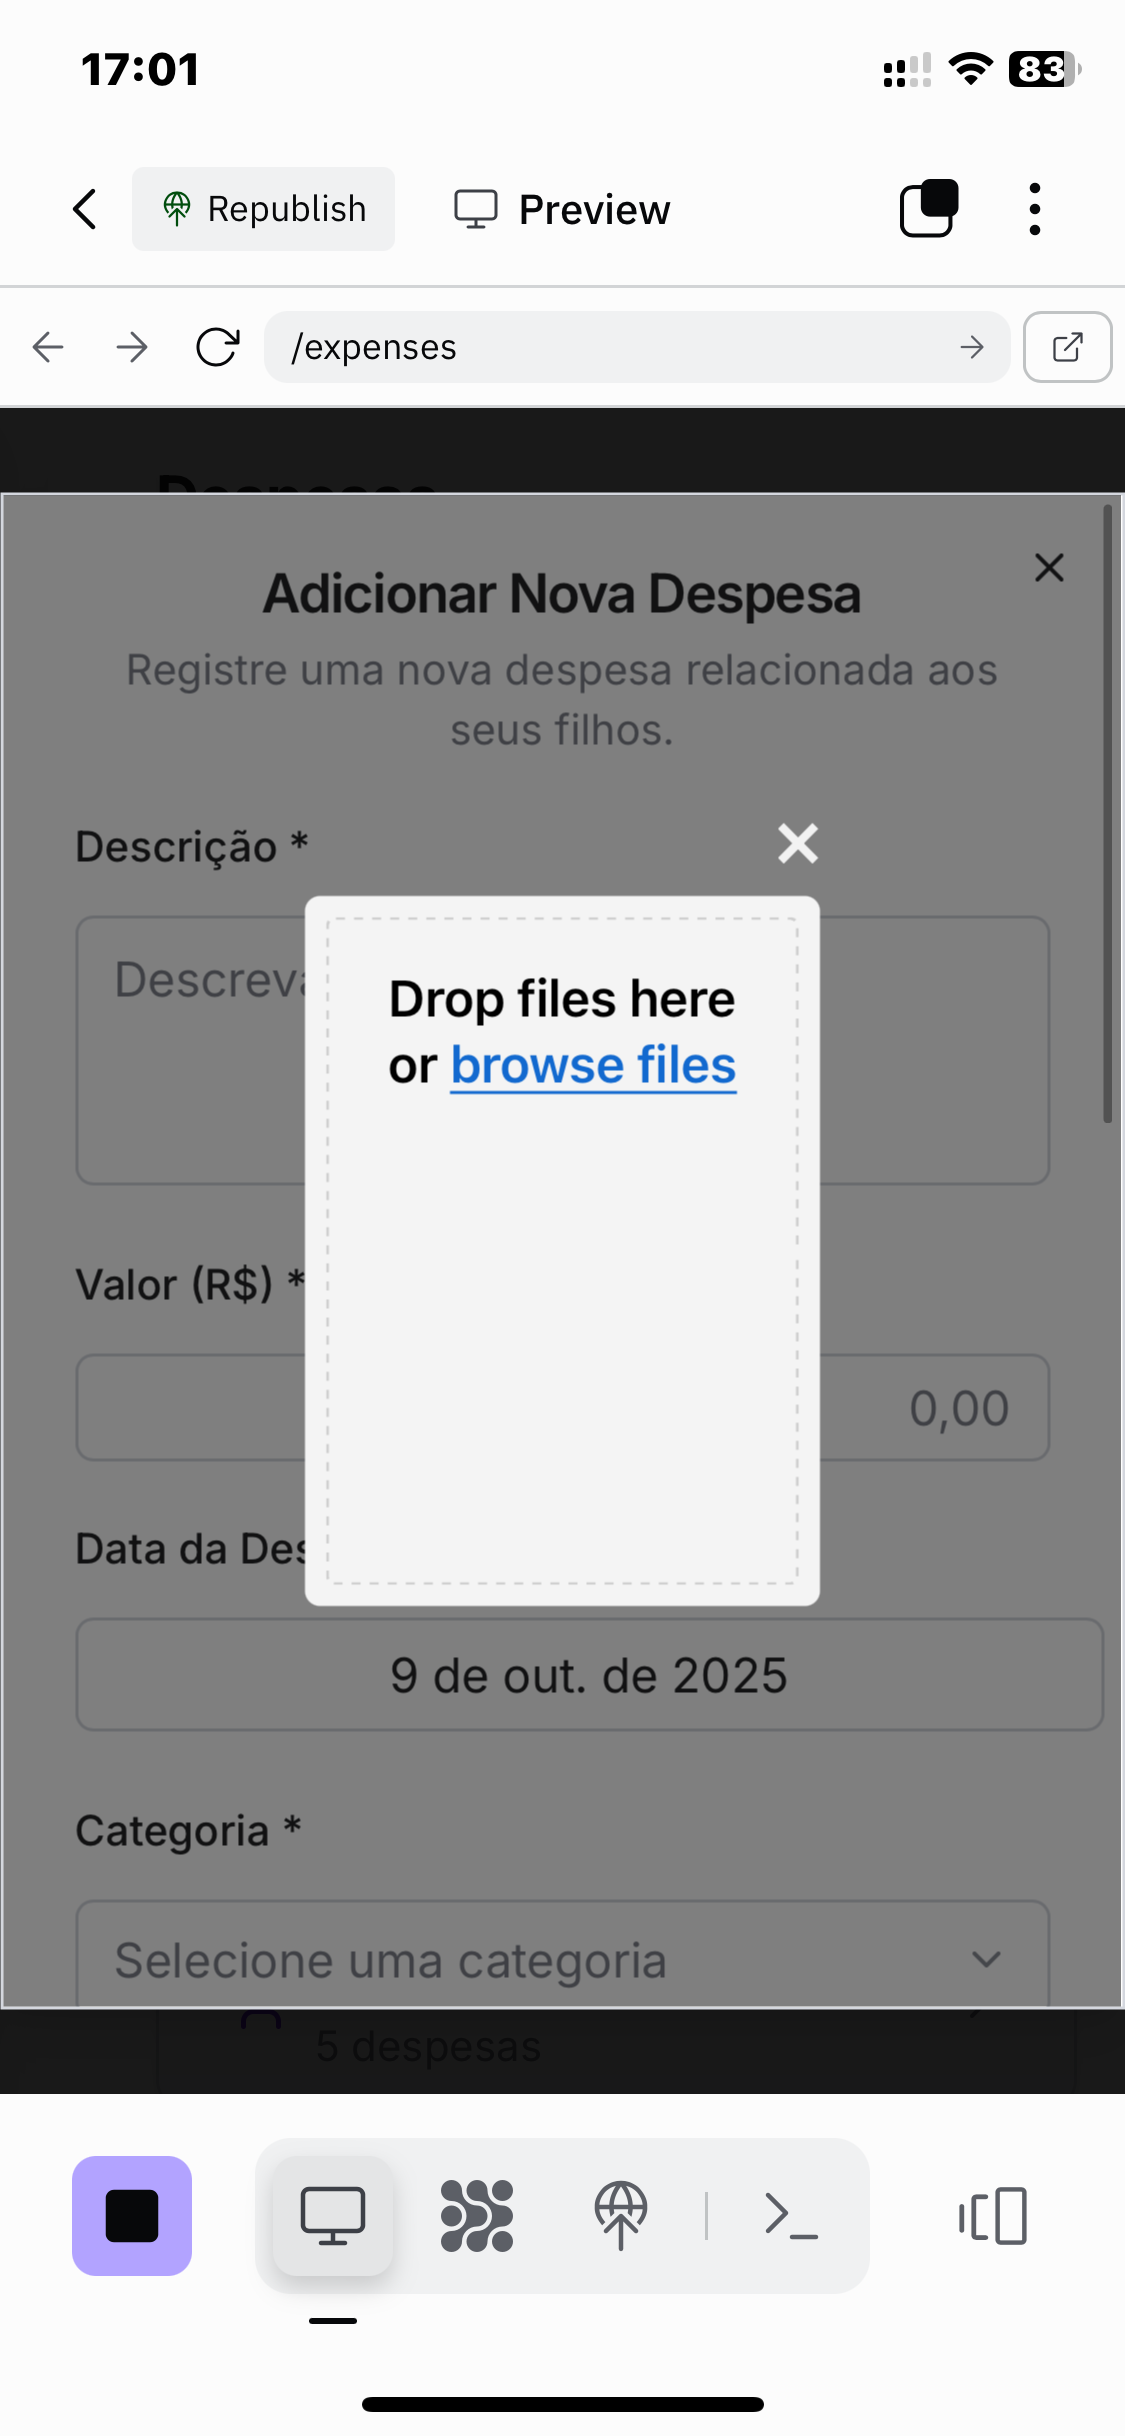 17:01
83
Republish
Preview
/expenses
Despesas
Adicionar Nova Despesa
Registre uma nova despesa relacionada aos
seus filhos.
Descrição *
Descreva
Drop files here
or browse files
Valor (R$) *
0,00
Data da Des
9 de out. de 2025
Categoria *
Selecione uma categoria
5 despesas